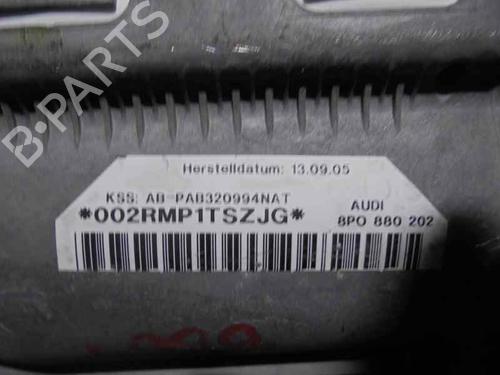 B-PARTS
Herstelldatum: 13.09.05
KSS: AB-PAB320994NAT
*002RMP1TSZJG*
AUDI
8P0 880 202